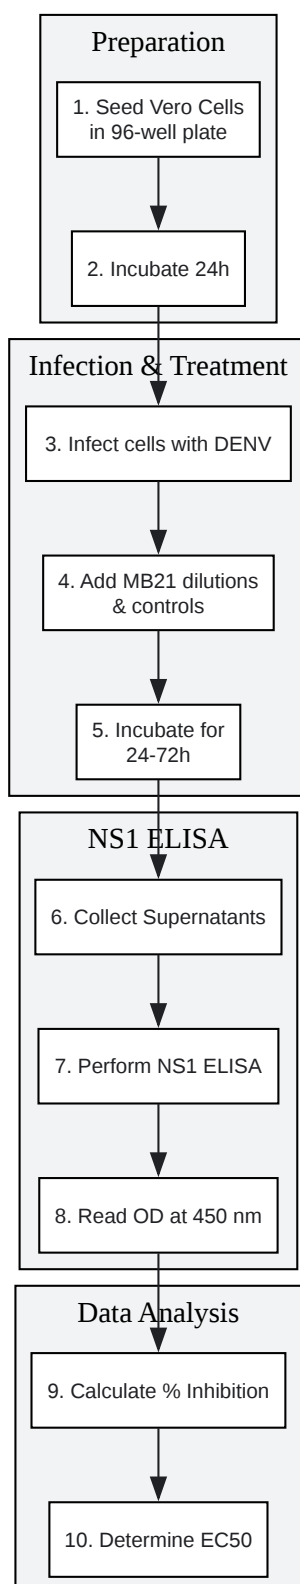 Preparation
1. Seed Vero Cells
in 96-well plate
2. Incubate 24h
Infection & Treatment
3. Infect cells with DENV
4. Add MB21 dilutions
& controls
5. Incubate for
24-72h
NS1 ELISA
6. Collect Supernatants
7. Perform NS1 ELISA
8. Read OD at 450 nm
Data Analysis
9. Calculate % Inhibition
10. Determine EC50